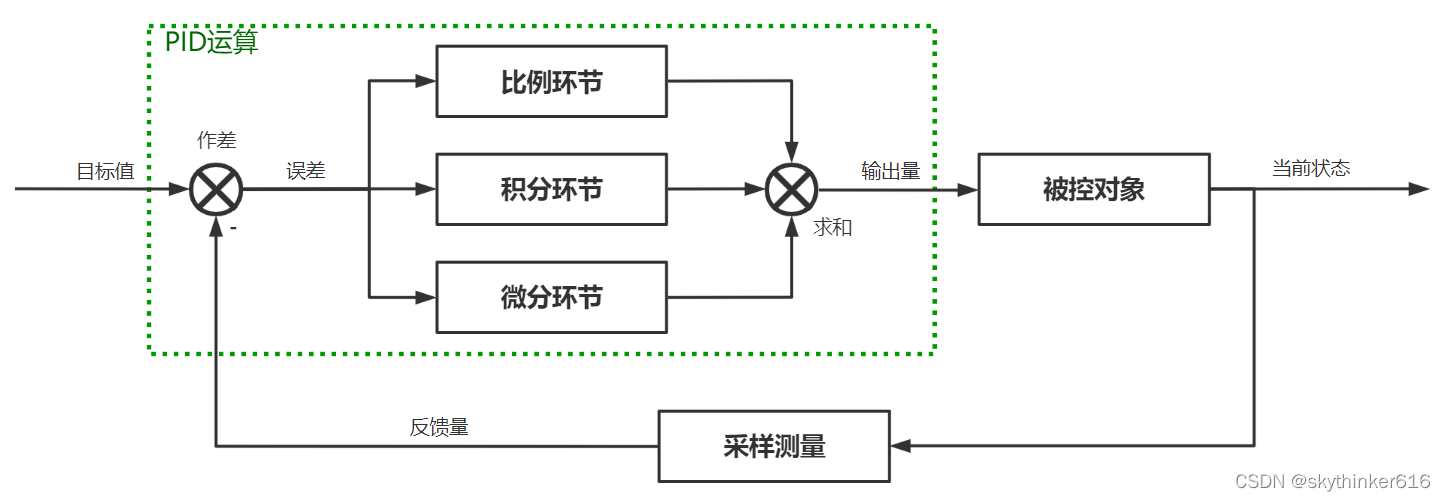 PID运算
比例环节
作差
目标值
误差
积分环节
输出量
被控对象
当前状态
-
求和
微分环节
反馈量
采样测量
CSDN @skythinker616